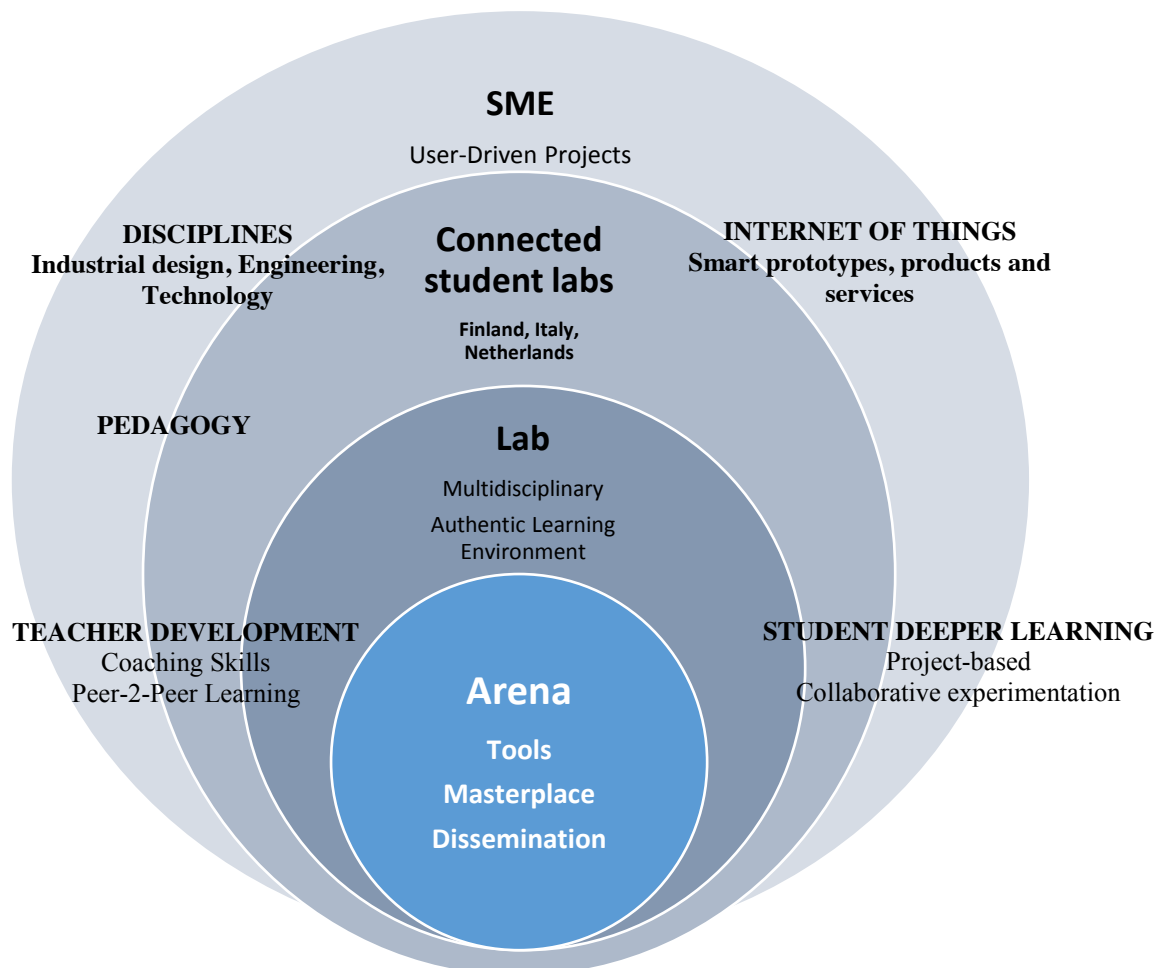 SME
User-Driven Projects
DISCIPLINES
Industrial design, Engineering,
Technology
Connected
student labs
Finland, Italy,
Netherlands
INTERNET OF THINGS
Smart prototypes, products and
services
PEDAGOGY
Lab
Multidisciplinary
Authentic Learning
Environment
TEACHER DEVELOPMENT
Coaching Skills
Peer-2-Peer Learning
STUDENT DEEPER LEARNING
Project-based
Collaborative experimentation
Arena
Tools
Masterplace
Dissemination